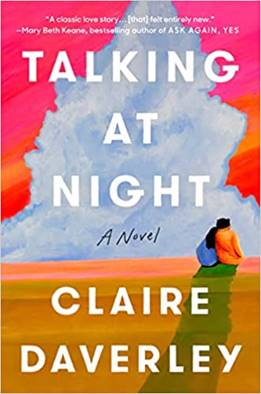 "A classic love story... [that] felt entirely new."
—Mary Beth Keane, bestselling author of ASK AGAIN, YES
TALKING
AT
NIGHT
A Novel
CLAIRE
DAVERLEY